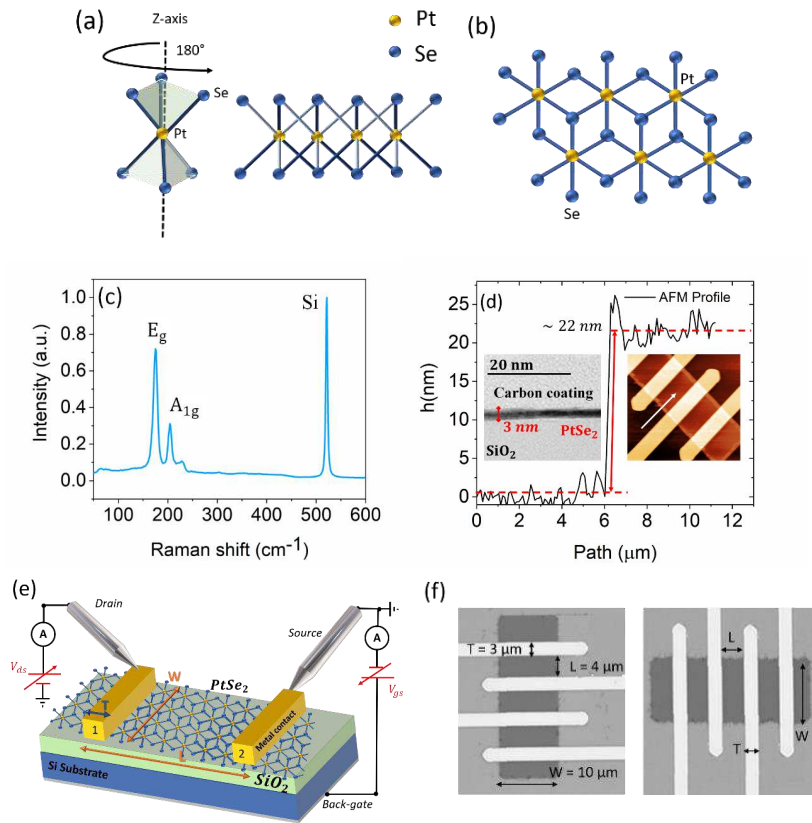 (a)
Z-axis
180°
Se
Pt
Pt
Se
(b)
Pt
Se
(c)
Si
E_g
A_1g
Intensity (a.u.)
1.0
0.8
0.6
0.4
0.2
0.0
100 200 300 400 500 600
Raman shift (cm⁻¹)
(d)
AFM Profile
~ 22 nm
20 nm
Carbon coating
3 nm
PtSe₂
SiO₂
h(nm)
25
20
15
10
5
0
0 2 4 6 8 10 12
Path (μm)
(e)
Drain
Source
A
A
V_ds
V_gs
W
PtSe₂
T
1
2
Metal contact
L
Si Substrate
SiO₂
Back-gate
(f)
T = 3 μm
L = 4 μm
W = 10 μm
L
W
T